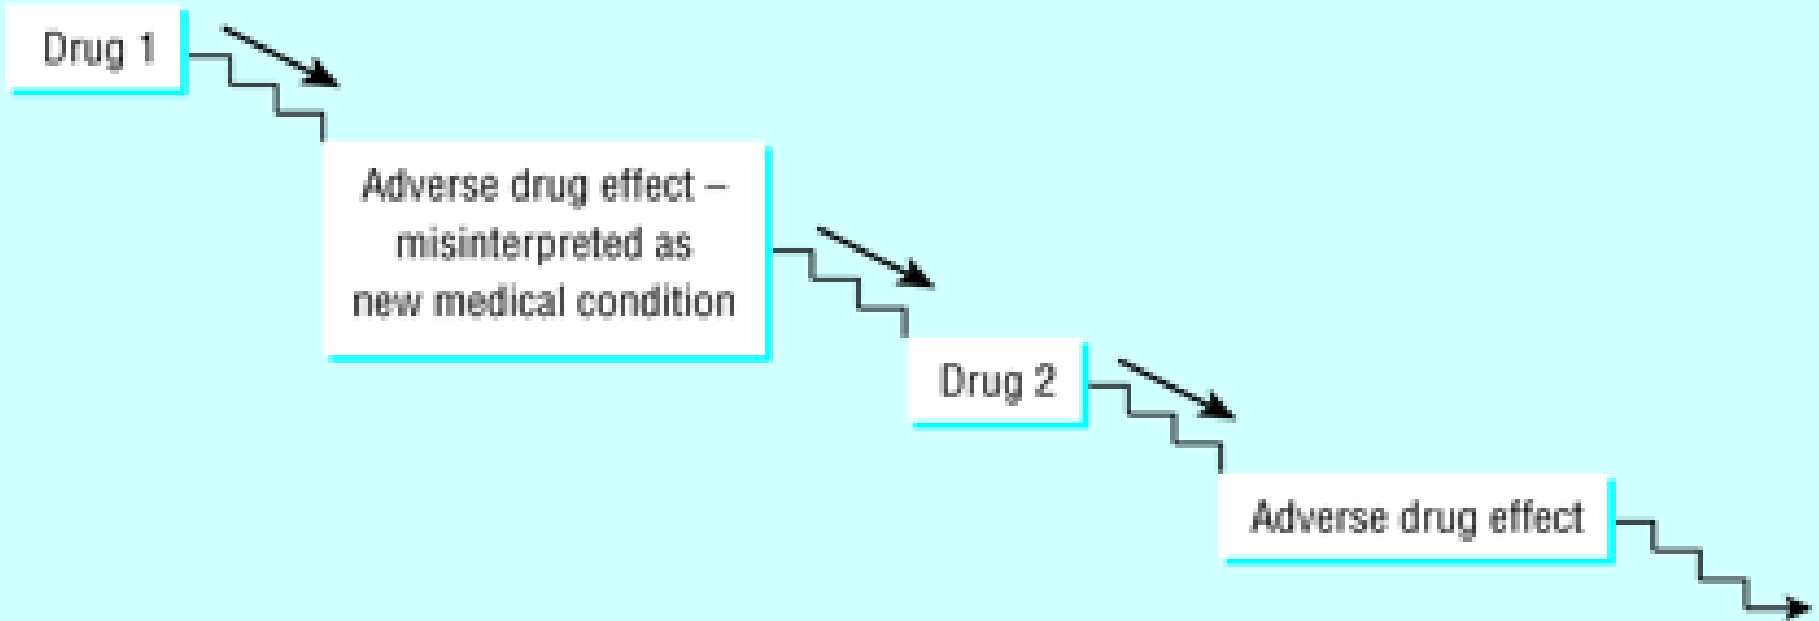 Drug 1
Adverse drug effect –
misinterpreted as
new medical condition
Drug 2
Adverse drug effect